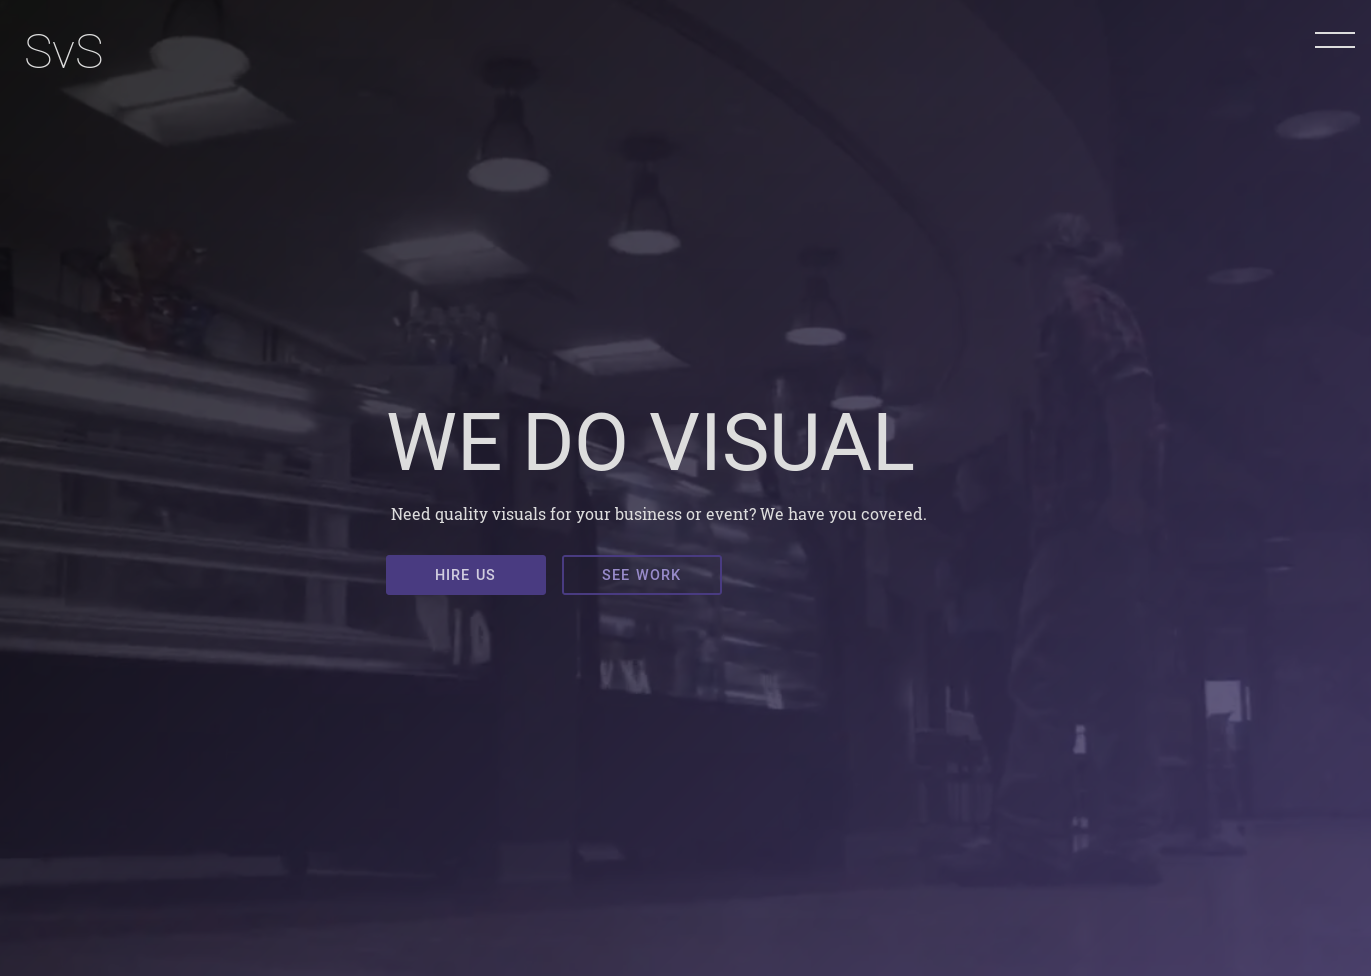 SvS
WE DO VISUAL
Need quality visuals for your business or event? We have you covered.
HIRE US
SEE WORK